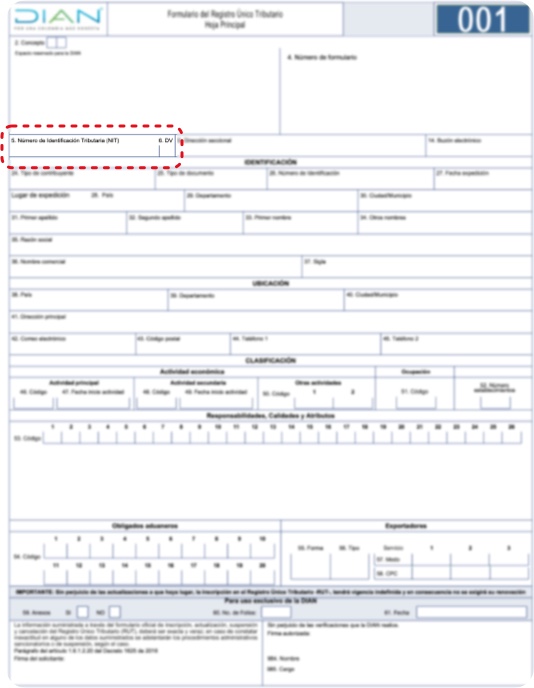 DIAN
POR UNA COLOMBIA MÁS HONESTA
Formulario del Registro Único Tributario
Hoja Principal
001
2. Concepto
Espacio reservado para la DIAN
4. Número de formulario
5. Número de Identificación Tributaria (NIT) 6. DV
Dirección seccional
14. Buzón electrónico
IDENTIFICACIÓN
24. Tipo de contribuyente 25. Tipo de documento 26. Número de Identificación 27. Fecha expedición
Lugar de expedición 28. País 29. Departamento 30. Ciudad/Municipio
31. Primer apellido 32. Segundo apellido 33. Primer nombre 34. Otros nombres
35. Razón social
36. Nombre comercial 37. Sigla
UBICACIÓN
38. País 39. Departamento 40. Ciudad/Municipio
41. Dirección principal
42. Correo electrónico 43. Código postal 44. Teléfono 1 45. Teléfono 2
CLASIFICACIÓN
Actividad económica Ocupación
Actividad principal Actividad secundaria Otras actividades 52. Número establecimientos
46. Código 47. Fecha inicio actividad 48. Código 49. Fecha inicio actividad 50. Código 1 2 51. Código
Responsabilidades, Calidades y Atributos
1 2 3 4 5 6 7 8 9 10 11 12 13 14 15 16 17 18 19 20 21 22 23 24 25 26
53. Código
Obligados aduaneros Exportadores
1 2 3 4 5 6 7 8 9 10
55. Forma 56. Tipo Servicio 1 2 3
54. Código
57. Modo
11 12 13 14 15 16 17 18 19 20
58. CPC
IMPORTANTE: Sin perjuicio de las actualizaciones a que haya lugar, la inscripción en el Registro Único Tributario -RUT-, tendrá vigencia indefinida y en consecuencia no se exigirá su renovación
Para uso exclusivo de la DIAN
59. Anexos SI NO 60. No. de Folios: 61. Fecha:
La información suministrada a través del formulario oficial de inscripción, actualización, suspensión
y cancelación del Registro Único Tributario (RUT), deberá ser exacta y veraz; en caso de constatar
inexactitud en alguno de los datos suministrados se adelantarán los procedimientos administrativos
sancionatorios o de suspensión, según el caso.
Parágrafo del artículo 1.6.1.2.20 del Decreto 1625 de 2016
Firma del solicitante:
Sin perjuicio de las verificaciones que la DIAN realice.
Firma autorizada:
984. Nombre
985. Cargo